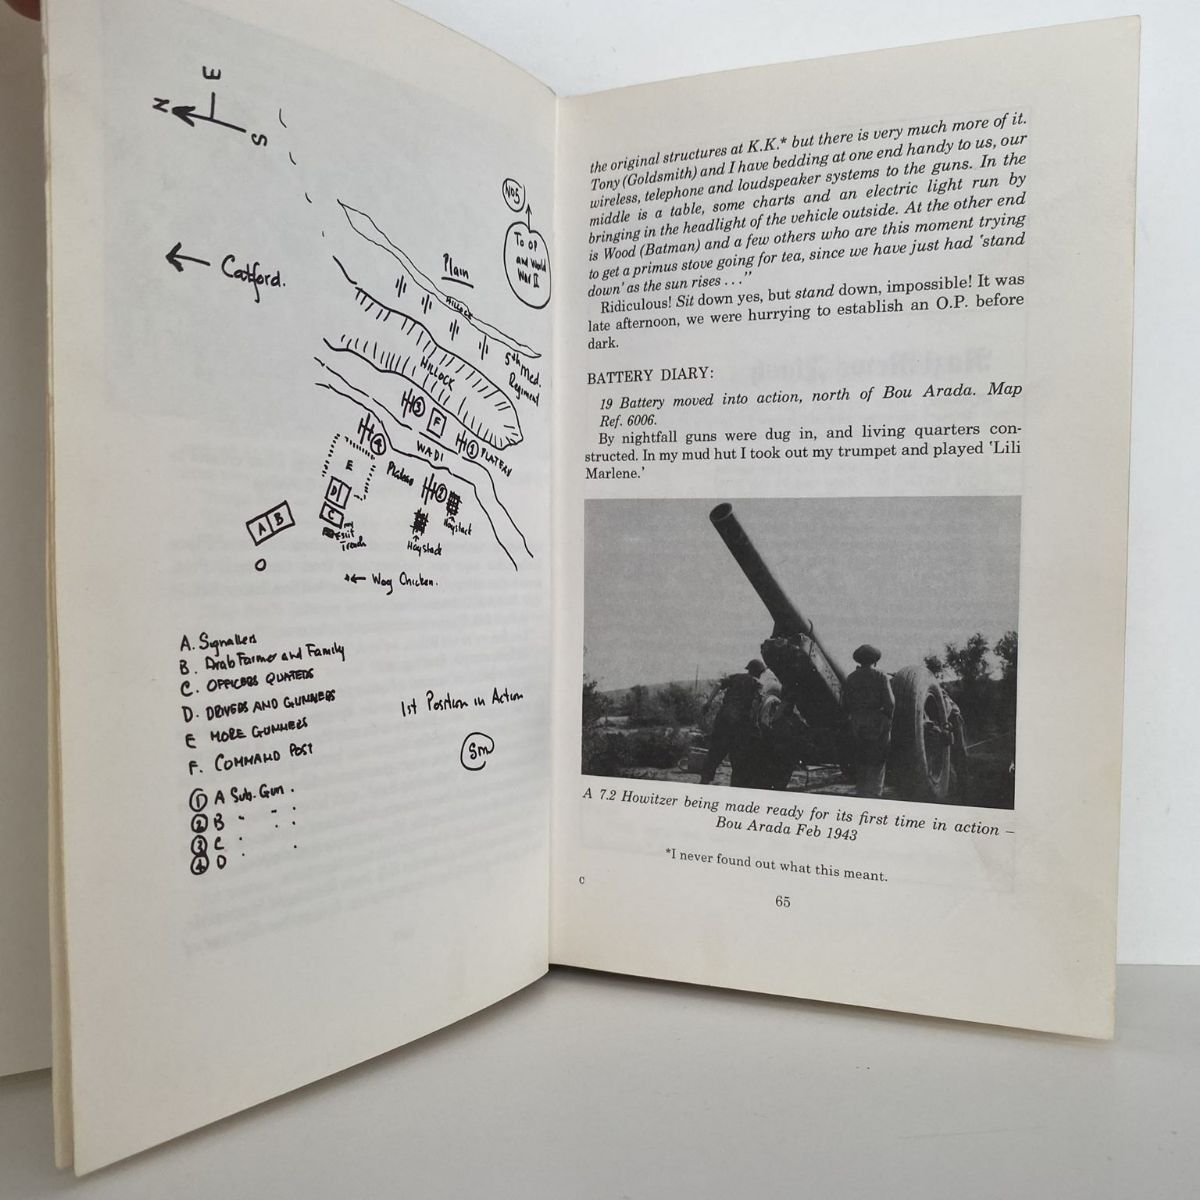 E
N
S
Catford.
N95
To OP
and World
War II
Plain
HILLOCK
5th Med.
Regiment
HILLOCK
3
F
4
WADI
1
PLATEAU
E
Plateau
2
D
Haystack
A B
C
Trench
Haystack
Wog Chicken.
A. Signallers
B. Arab Farmer and Family
C. OFFICERS QUATERS
D. DRIVERS AND GUNNERS
E MORE GUNNERS
F. COMMAND POST
1st Position in Action
Sm
1 A Sub. Gun.
2 B " " "
3 C
4 D
the original structures at K.K.* but there is very much more of it.
Tony (Goldsmith) and I have bedding at one end handy to us, our
wireless, telephone and loudspeaker systems to the guns. In the
middle is a table, some charts and an electric light run by
bringing in the headlight of the vehicle outside. At the other end
is Wood (Batman) and a few others who are this moment trying
to get a primus stove going for tea, since we have just had 'stand
down' as the sun rises . . ."
Ridiculous! Sit down yes, but stand down, impossible! It was
late afternoon, we were hurrying to establish an O.P. before
dark.
BATTERY DIARY:
19 Battery moved into action, north of Bou Arada. Map
Ref. 6006.
By nightfall guns were dug in, and living quarters con-
structed. In my mud hut I took out my trumpet and played 'Lili
Marlene.'
A 7.2 Howitzer being made ready for its first time in action –
Bou Arada Feb 1943
*I never found out what this meant.
C
65